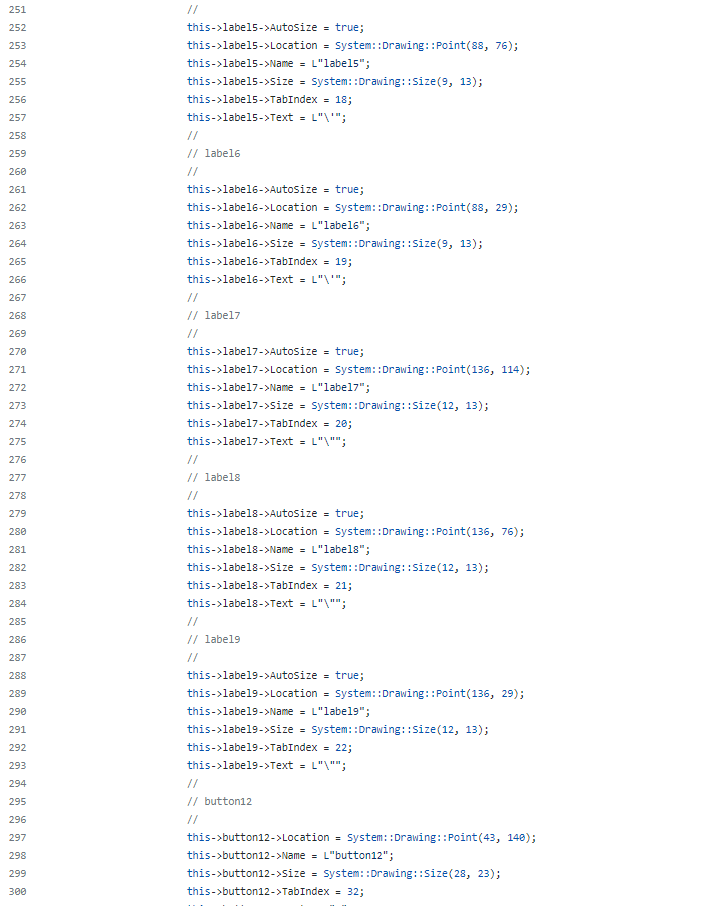 251 //
252 this->label5->AutoSize = true;
253 this->label5->Location = System::Drawing::Point(88, 76);
254 this->label5->Name = L"label5";
255 this->label5->Size = System::Drawing::Size(9, 13);
256 this->label5->TabIndex = 18;
257 this->label5->Text = L"\'";
258 //
259 // label6
260 //
261 this->label6->AutoSize = true;
262 this->label6->Location = System::Drawing::Point(88, 29);
263 this->label6->Name = L"label6";
264 this->label6->Size = System::Drawing::Size(9, 13);
265 this->label6->TabIndex = 19;
266 this->label6->Text = L"\'";
267 //
268 // label7
269 //
270 this->label7->AutoSize = true;
271 this->label7->Location = System::Drawing::Point(136, 114);
272 this->label7->Name = L"label7";
273 this->label7->Size = System::Drawing::Size(12, 13);
274 this->label7->TabIndex = 20;
275 this->label7->Text = L"\"";
276 //
277 // label8
278 //
279 this->label8->AutoSize = true;
280 this->label8->Location = System::Drawing::Point(136, 76);
281 this->label8->Name = L"label8";
282 this->label8->Size = System::Drawing::Size(12, 13);
283 this->label8->TabIndex = 21;
284 this->label8->Text = L"\"";
285 //
286 // label9
287 //
288 this->label9->AutoSize = true;
289 this->label9->Location = System::Drawing::Point(136, 29);
290 this->label9->Name = L"label9";
291 this->label9->Size = System::Drawing::Size(12, 13);
292 this->label9->TabIndex = 22;
293 this->label9->Text = L"\"";
294 //
295 // button12
296 //
297 this->button12->Location = System::Drawing::Point(43, 140);
298 this->button12->Name = L"button12";
299 this->button12->Size = System::Drawing::Size(28, 23);
300 this->button12->TabIndex = 32;